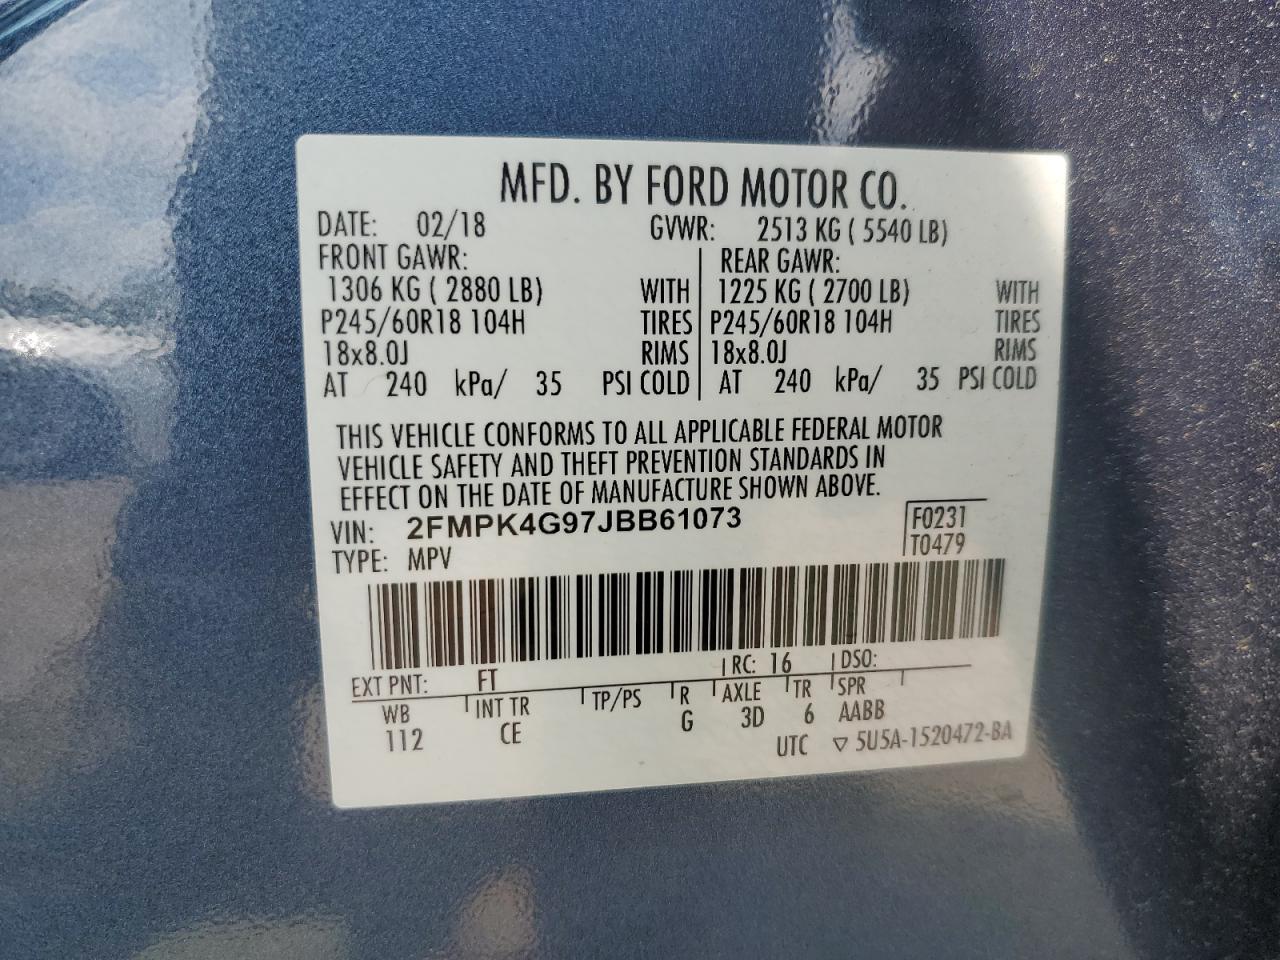 MFD. BY FORD MOTOR CO.
DATE: 02/18 GVWR: 2513 KG ( 5540 LB)
FRONT GAWR: REAR GAWR:
1306 KG ( 2880 LB) WITH 1225 KG ( 2700 LB) WITH
P245/60R18 104H TIRES P245/60R18 104H TIRES
18x8.0J RIMS 18x8.0J RIMS
AT 240 kPa/ 35 PSI COLD AT 240 kPa/ 35 PSI COLD
THIS VEHICLE CONFORMS TO ALL APPLICABLE FEDERAL MOTOR
VEHICLE SAFETY AND THEFT PREVENTION STANDARDS IN
EFFECT ON THE DATE OF MANUFACTURE SHOWN ABOVE.
VIN: 2FMPK4G97JBB61073 F0231
TYPE: MPV T0479
EXT PNT: FT RC: 16 DSO:
WB INT TR TP/PS R AXLE TR SPR
112 CE G 3D 6 AABB
UTC ▽ 5U5A-1520472-BA